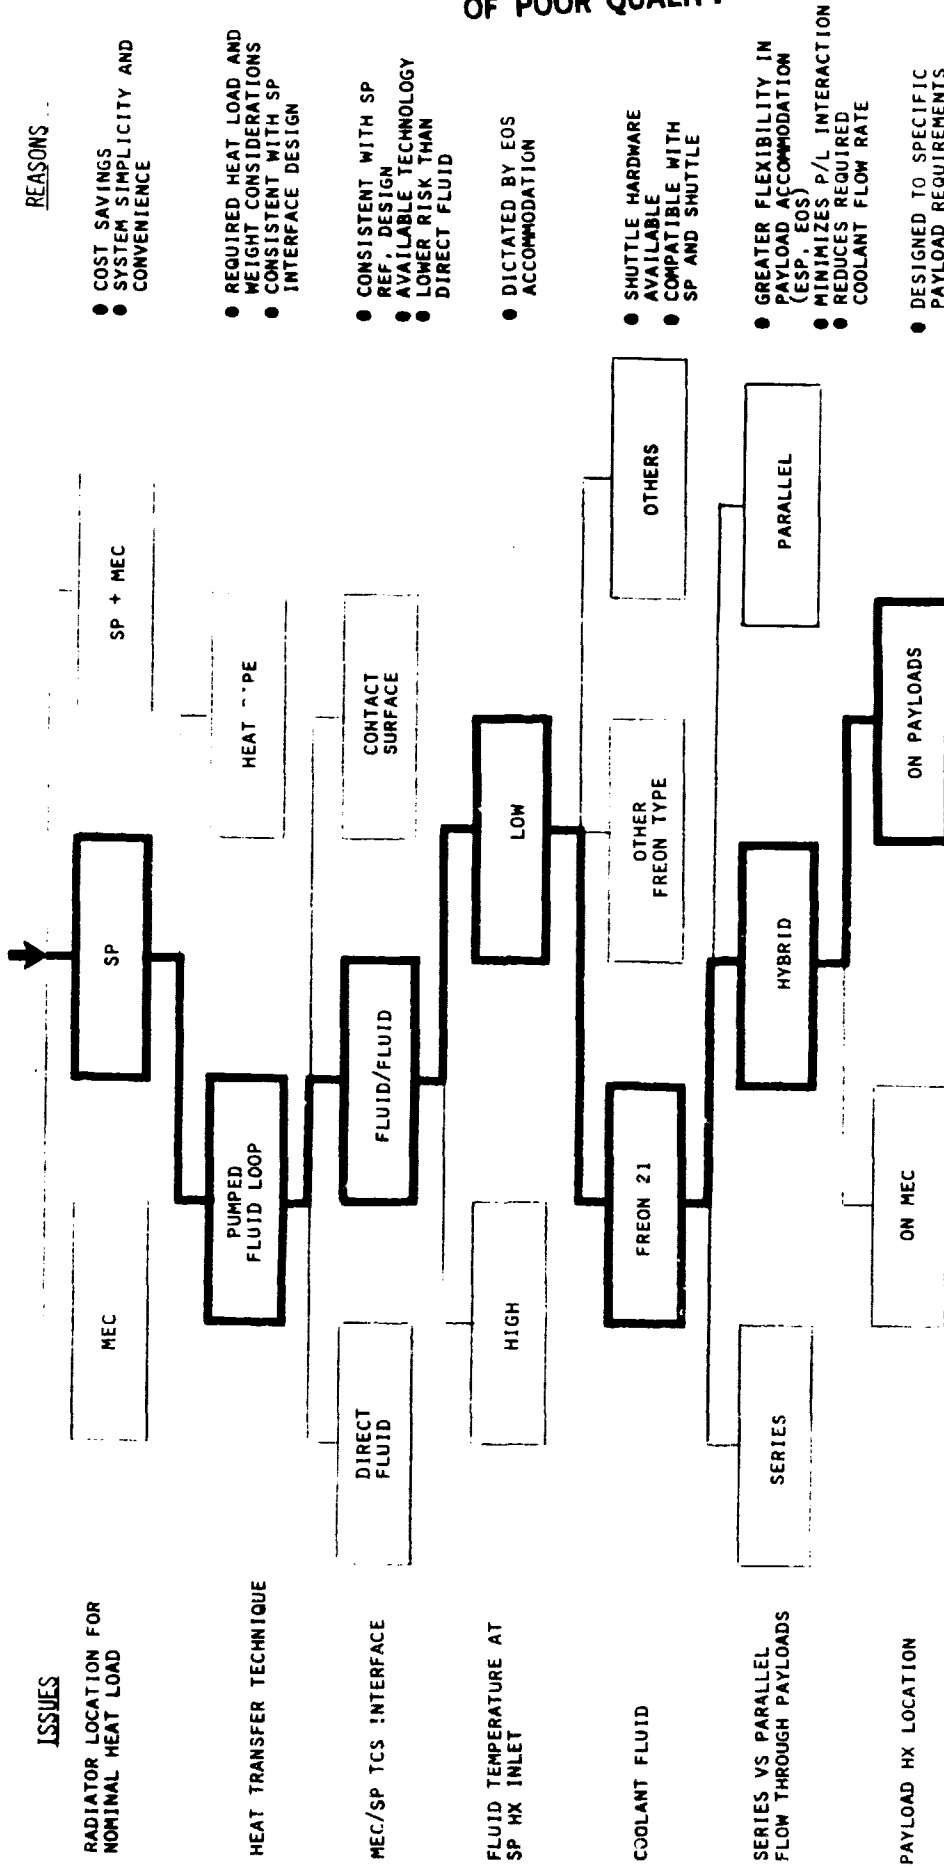 OF POOR QUALITY
ISSUES
REASONS
RADIATOR LOCATION FOR
NOMINAL HEAT LOAD
MEC
SP
SP + MEC
● COST SAVINGS
● SYSTEM SIMPLICITY AND
CONVENIENCE
HEAT TRANSFER TECHNIQUE
PUMPED
FLUID LOOP
HEAT
● REQUIRED HEAT LOAD AND
WEIGHT CONSIDERATIONS
● CONSISTENT WITH SP
INTERFACE DESIGN
MEC/SP TCS INTERFACE
DIRECT
FLUID
FLUID/FLUID
CONTACT
SURFACE
● CONSISTENT WITH SP
REF, DESIGN
● AVAILABLE TECHNOLOGY
● LOWER RISK THAN
DIRECT FLUID
FLUID TEMPERATURE AT
SP HX INLET
HIGH
LOW
● DICTATED BY EOS
ACCOMMODATION
COOLANT FLUID
FREON 21
OTHER
FREON TYPE
OTHERS
● SHUTTLE HARDWARE
AVAILABLE
● COMPATIBLE WITH
SP AND SHUTTLE
SERIES VS PARALLEL
FLOW THROUGH PAYLOADS
SERIES
HYBRID
PARALLEL
● GREATER FLEXIBILITY IN
PAYLOAD ACCOMMODATION
(ESP. EOS)
● MINIMIZES P/L INTERACTION
● REDUCES REQUIRED
COOLANT FLOW RATE
PAYLOAD HX LOCATION
ON MEC
ON PAYLOADS
● DESIGNED TO SPECIFIC
PAYLOAD REQUIREMENTS